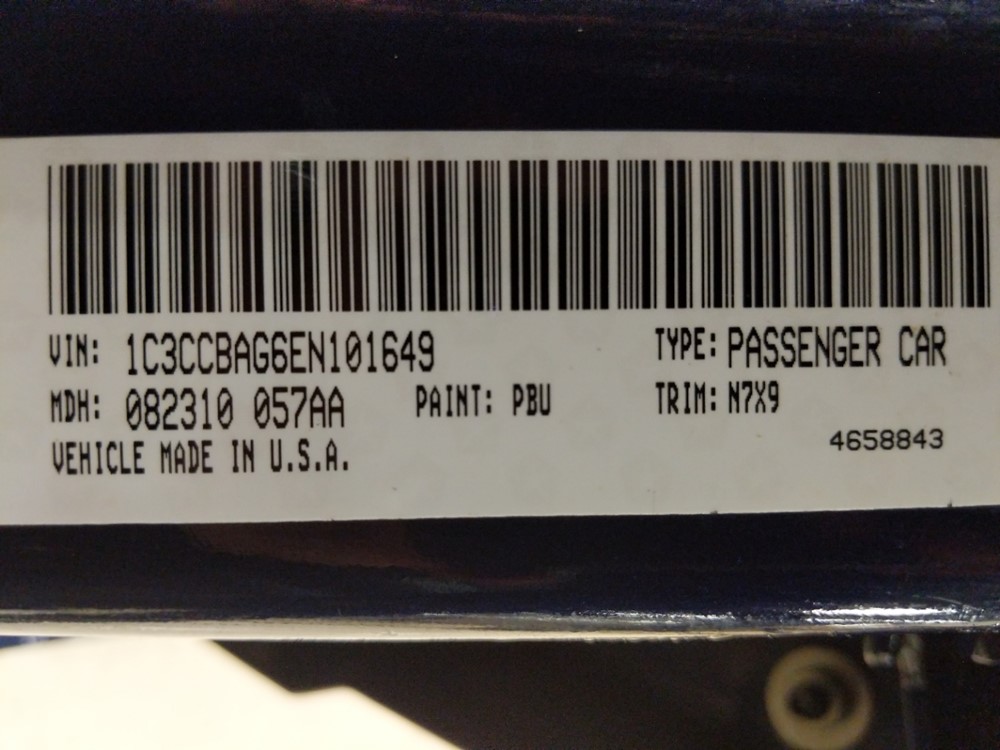 VIN: 1C3CCBAG6EN101649 TYPE: PASSENGER CAR
MDH: 082310 057AA PAINT: PBU TRIM: N7X9
4658843
VEHICLE MADE IN U.S.A.